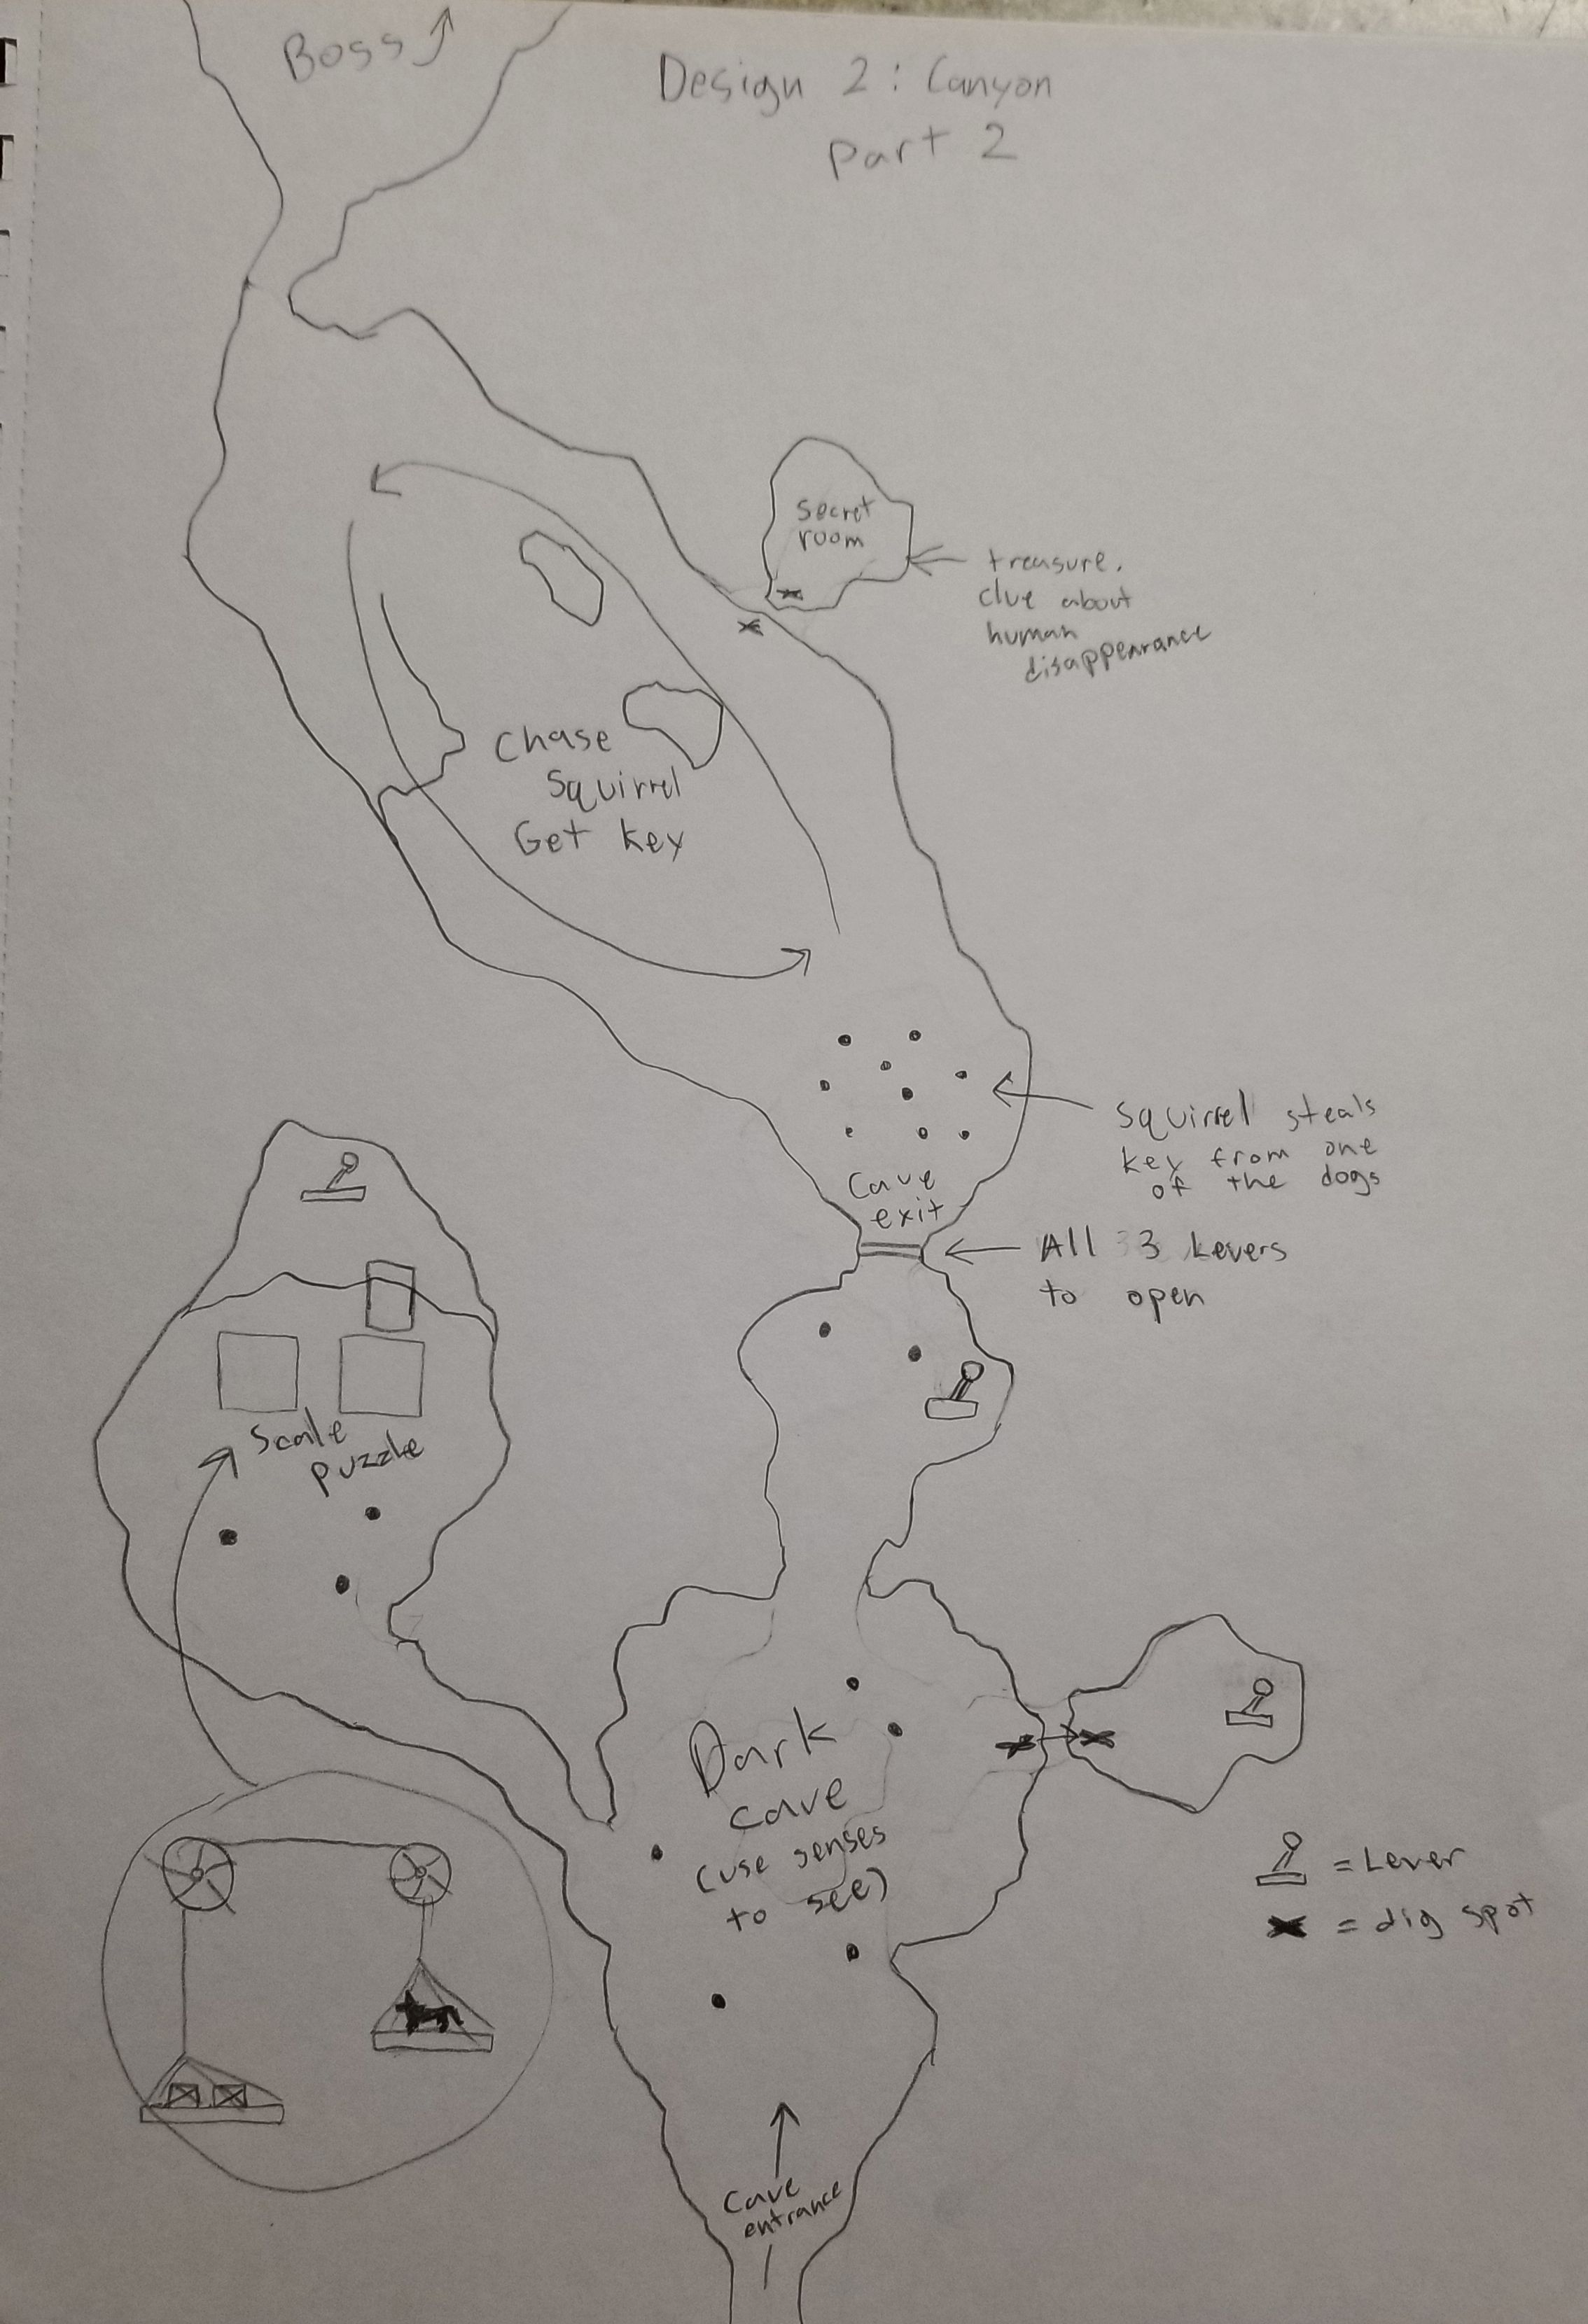 Boss
Design 2: Canyon
Part 2
Secret
room
treasure.
clue about
human
disappearance
Chase
Squirrel
Get key
Squirrel steals
key from one
of the dogs
Cave
exit
All 3 Levers
to open
Scale
puzzle
Dark
cave
(use senses
to see)
= Lever
= dig spot
Cave
entrance